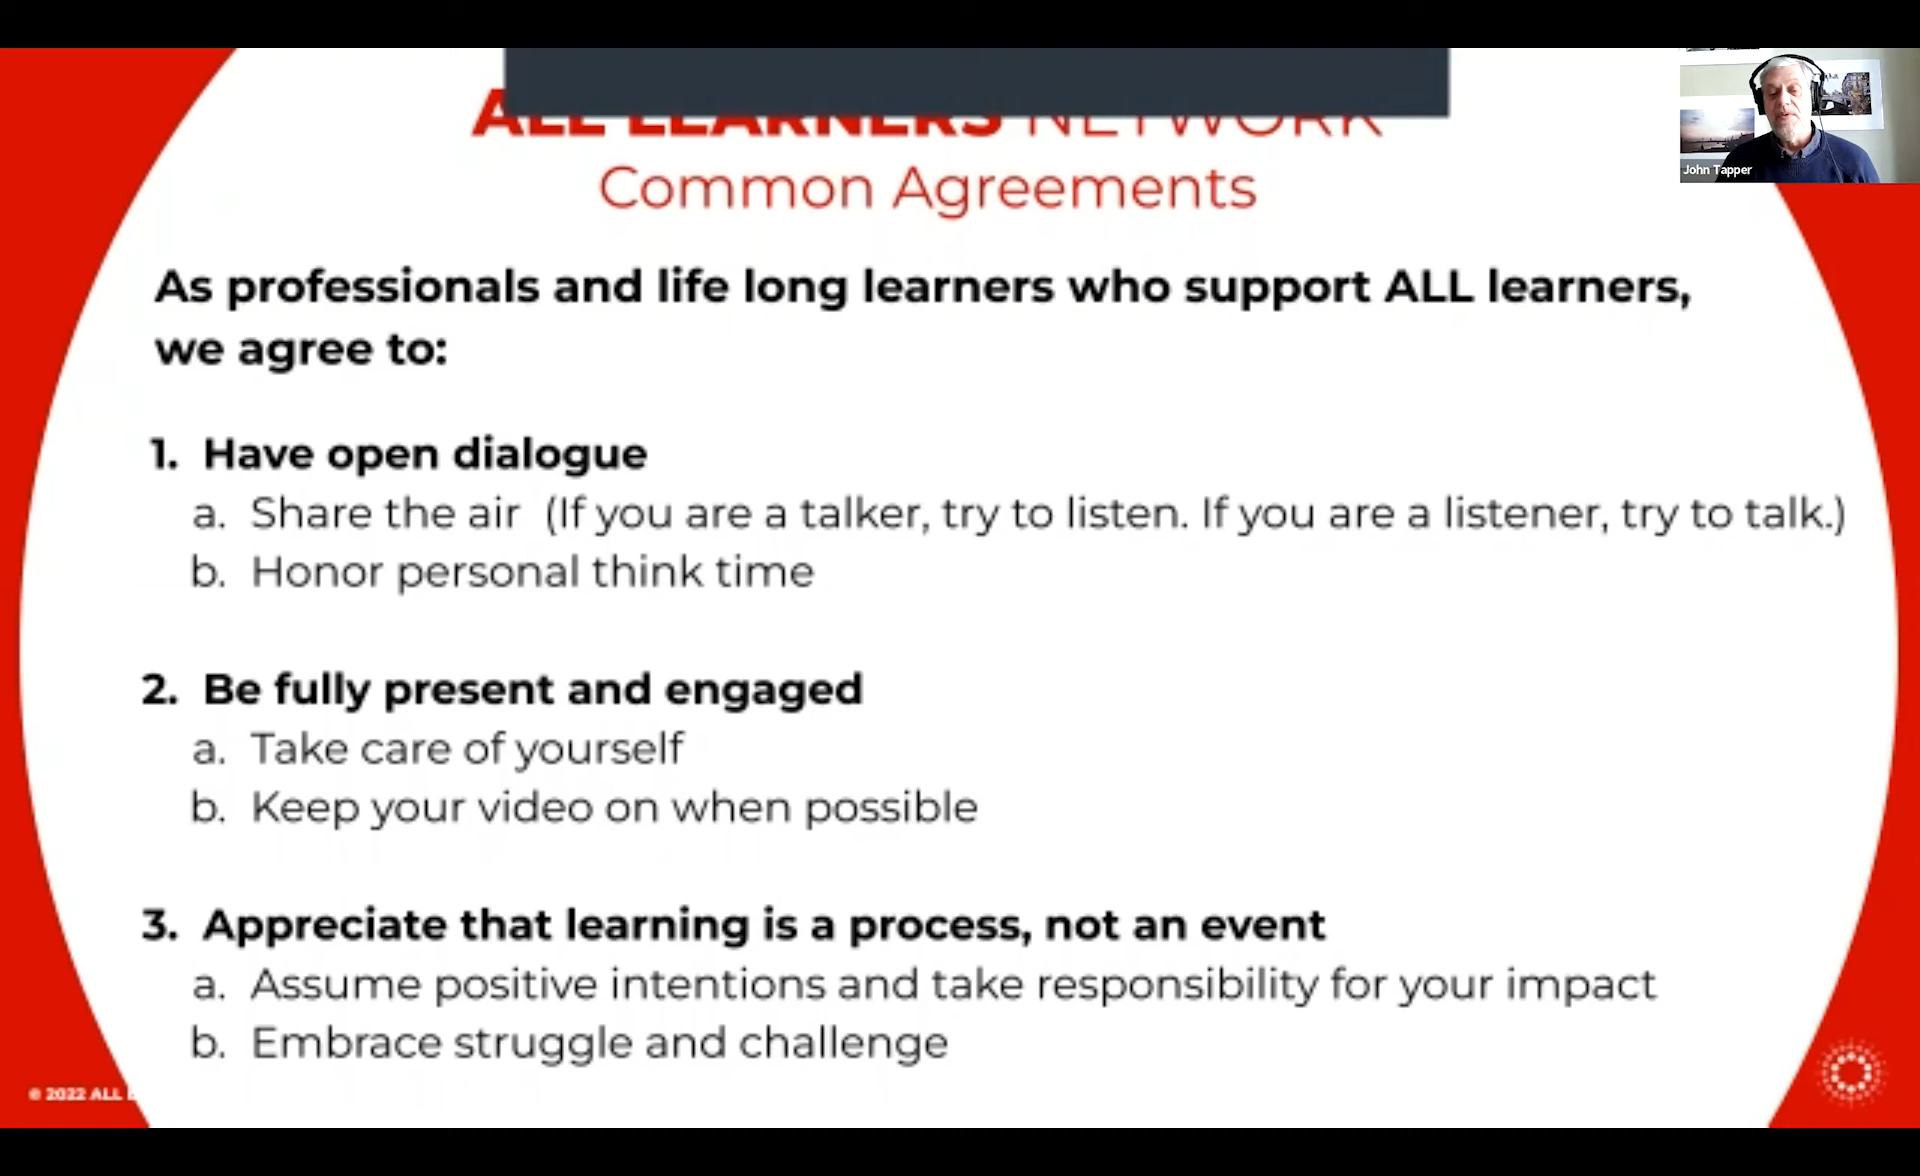 ALL LEARNERS NETWORK
Common Agreements
John Tapper
As professionals and life long learners who support ALL learners,
we agree to:
1. Have open dialogue
a. Share the air (If you are a talker, try to listen. If you are a listener, try to talk.)
b. Honor personal think time
2. Be fully present and engaged
a. Take care of yourself
b. Keep your video on when possible
3. Appreciate that learning is a process, not an event
a. Assume positive intentions and take responsibility for your impact
b. Embrace struggle and challenge
© 2022 ALL